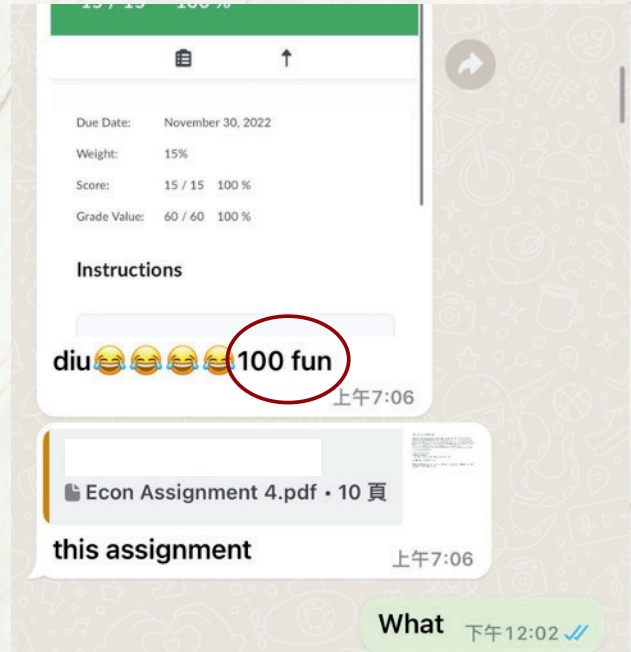 15 / 15 100 %
Due Date: November 30, 2022
Weight: 15%
Score: 15 / 15 100 %
Grade Value: 60 / 60 100 %
Instructions
diu😂😂😂😂100 fun
上午7:06
Econ Assignment 4.pdf • 10 頁
this assignment
上午7:06
What
下午12:02